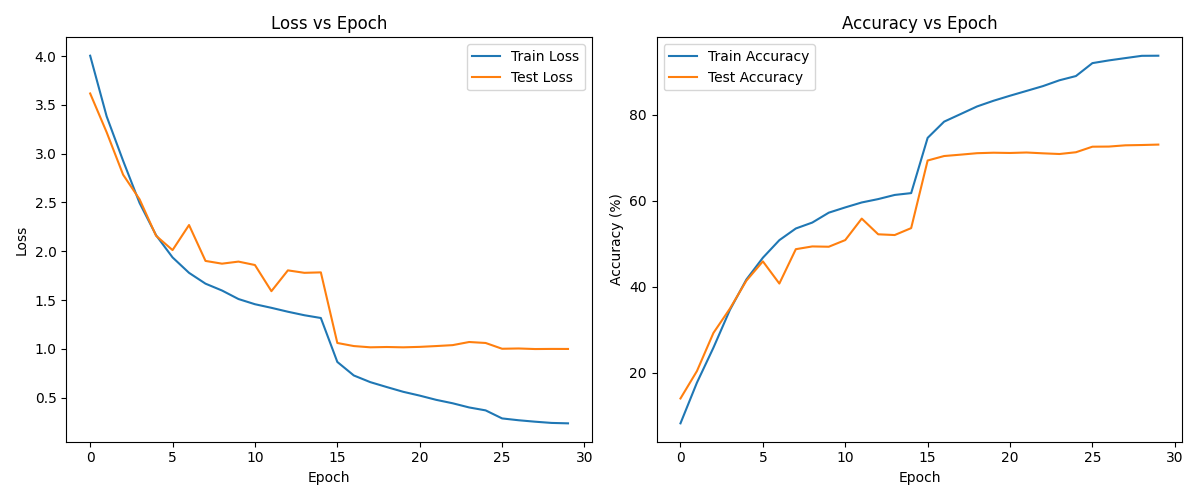 Loss vs Epoch
4.0
3.5
3.0
2.5
2.0
1.5
1.0
0.5
Loss
Train Loss
Test Loss
0 5 10 15 20 25 30
Epoch
Accuracy vs Epoch
80
60
40
20
Accuracy (%)
Train Accuracy
Test Accuracy
0 5 10 15 20 25 30
Epoch